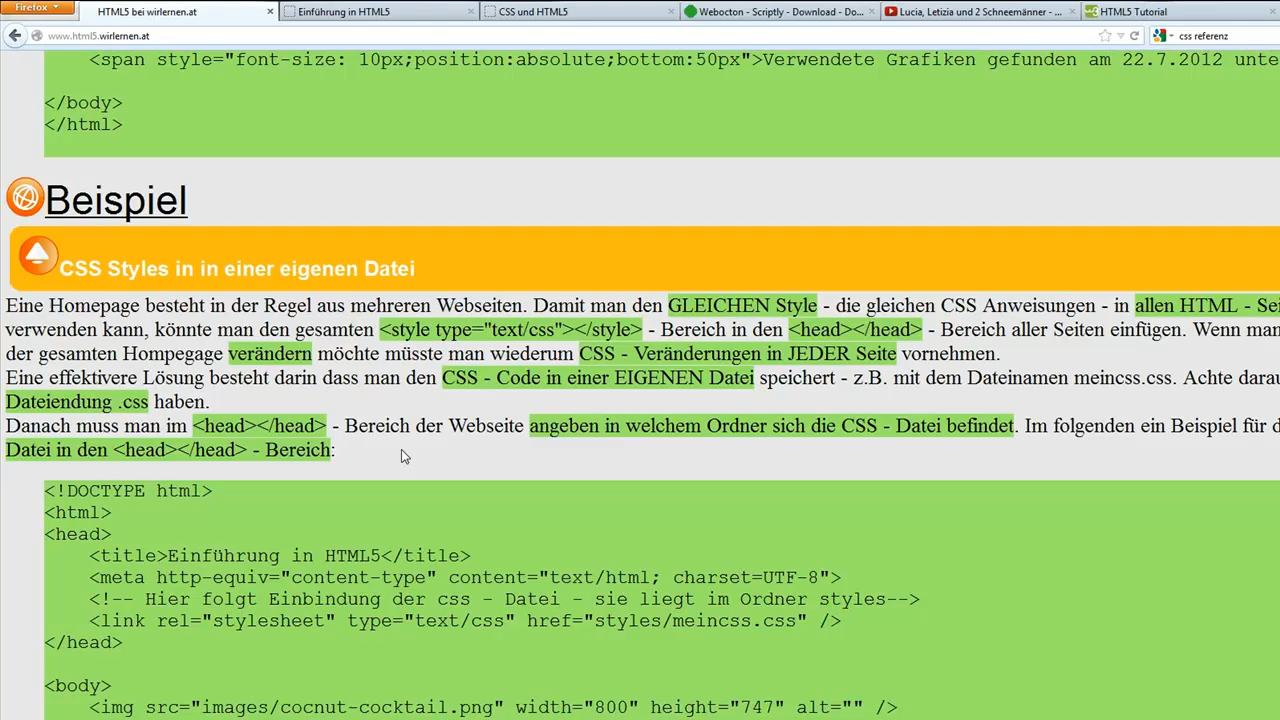 Firefox
HTML5 bei wirlernen.at
Einführung in HTML5
CSS und HTML5
Webocton - Scriptly - Download - Do...
Lucia, Letizia und 2 Schneemänner - ...
HTML5 Tutorial
www.html5.wirlernen.at
css referenz
<span style="font-size: 10px;position:absolute;bottom:50px">Verwendete Grafiken gefunden am 22.7.2012 unte
</body>
</html>
Beispiel
CSS Styles in in einer eigenen Datei
Eine Homepage besteht in der Regel aus mehreren Webseiten. Damit man den GLEICHEN Style - die gleichen CSS Anweisungen - in allen HTML - Sei
verwenden kann, könnte man den gesamten <style type="text/css"></style> - Bereich in den <head></head> - Bereich aller Seiten einfügen. Wenn man
der gesamten Hompegage verändern möchte müsste man wiederum CSS - Veränderungen in JEDER Seite vornehmen.
Eine effektivere Lösung besteht darin dass man den CSS - Code in einer EIGENEN Datei speichert - z.B. mit dem Dateinamen meincss.css. Achte darau
Dateiendung .css haben.
Danach muss man im <head></head> - Bereich der Webseite angeben in welchem Ordner sich die CSS - Datei befindet. Im folgenden ein Beispiel für d
Datei in den <head></head> - Bereich:
<!DOCTYPE html>
<html>
<head>
<title>Einführung in HTML5</title>
<meta http-equiv="content-type" content="text/html; charset=UTF-8">
<!-- Hier folgt Einbindung der css - Datei - sie liegt im Ordner styles-->
<link rel="stylesheet" type="text/css" href="styles/meincss.css" />
</head>
<body>
<img src="images/cocnut-cocktail.png" width="800" height="747" alt="" />